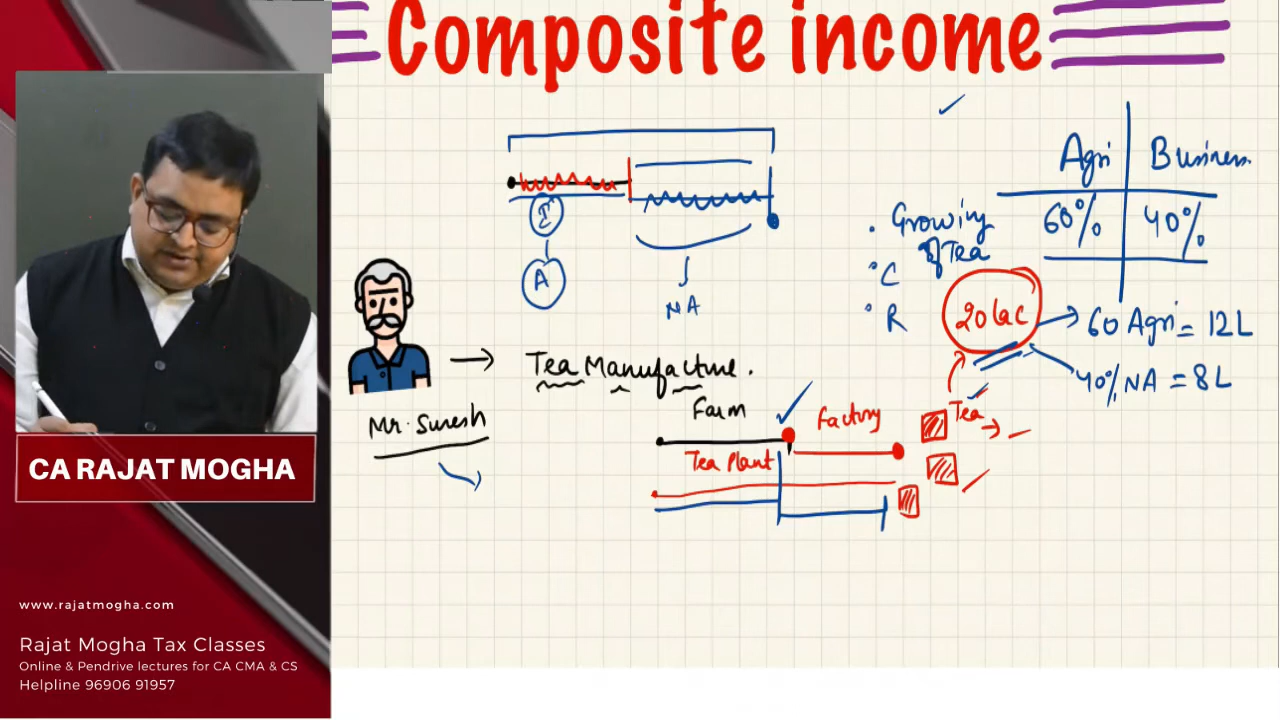 Composite income
Agri
Business
60%
40%
• Growing
of Tea
° C
° R
20 lac
60 Agri = 12L
40% NA = 8L
I
A
NA
Tea Manufacture.
Mr. Suresh
Farm
Factory
Tea
Tea Plant
CA RAJAT MOGHA
www.rajatmogha.com
Rajat Mogha Tax Classes
Online & Pendrive lectures for CA CMA & CS
Helpline 96906 91957